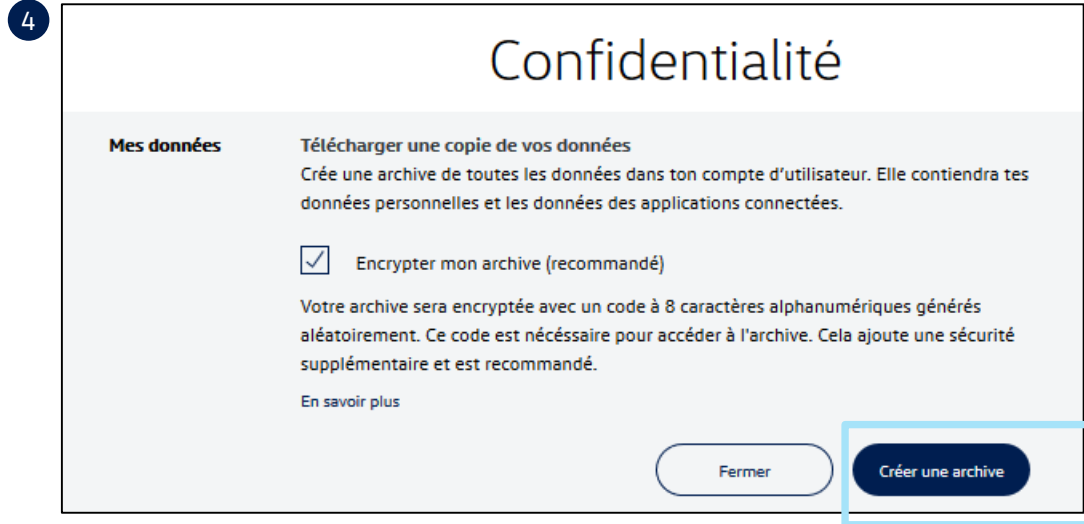 4
Confidentialité
Mes données
Télécharger une copie de vos données
Crée une archive de toutes les données dans ton compte d'utilisateur. Elle contiendra tes
données personnelles et les données des applications connectées.
Encrypter mon archive (recommandé)
Votre archive sera encryptée avec un code à 8 caractères alphanumériques générés
aléatoirement. Ce code est nécéssaire pour accéder à l'archive. Cela ajoute une sécurité
supplémentaire et est recommandé.
En savoir plus
Fermer
Créer une archive